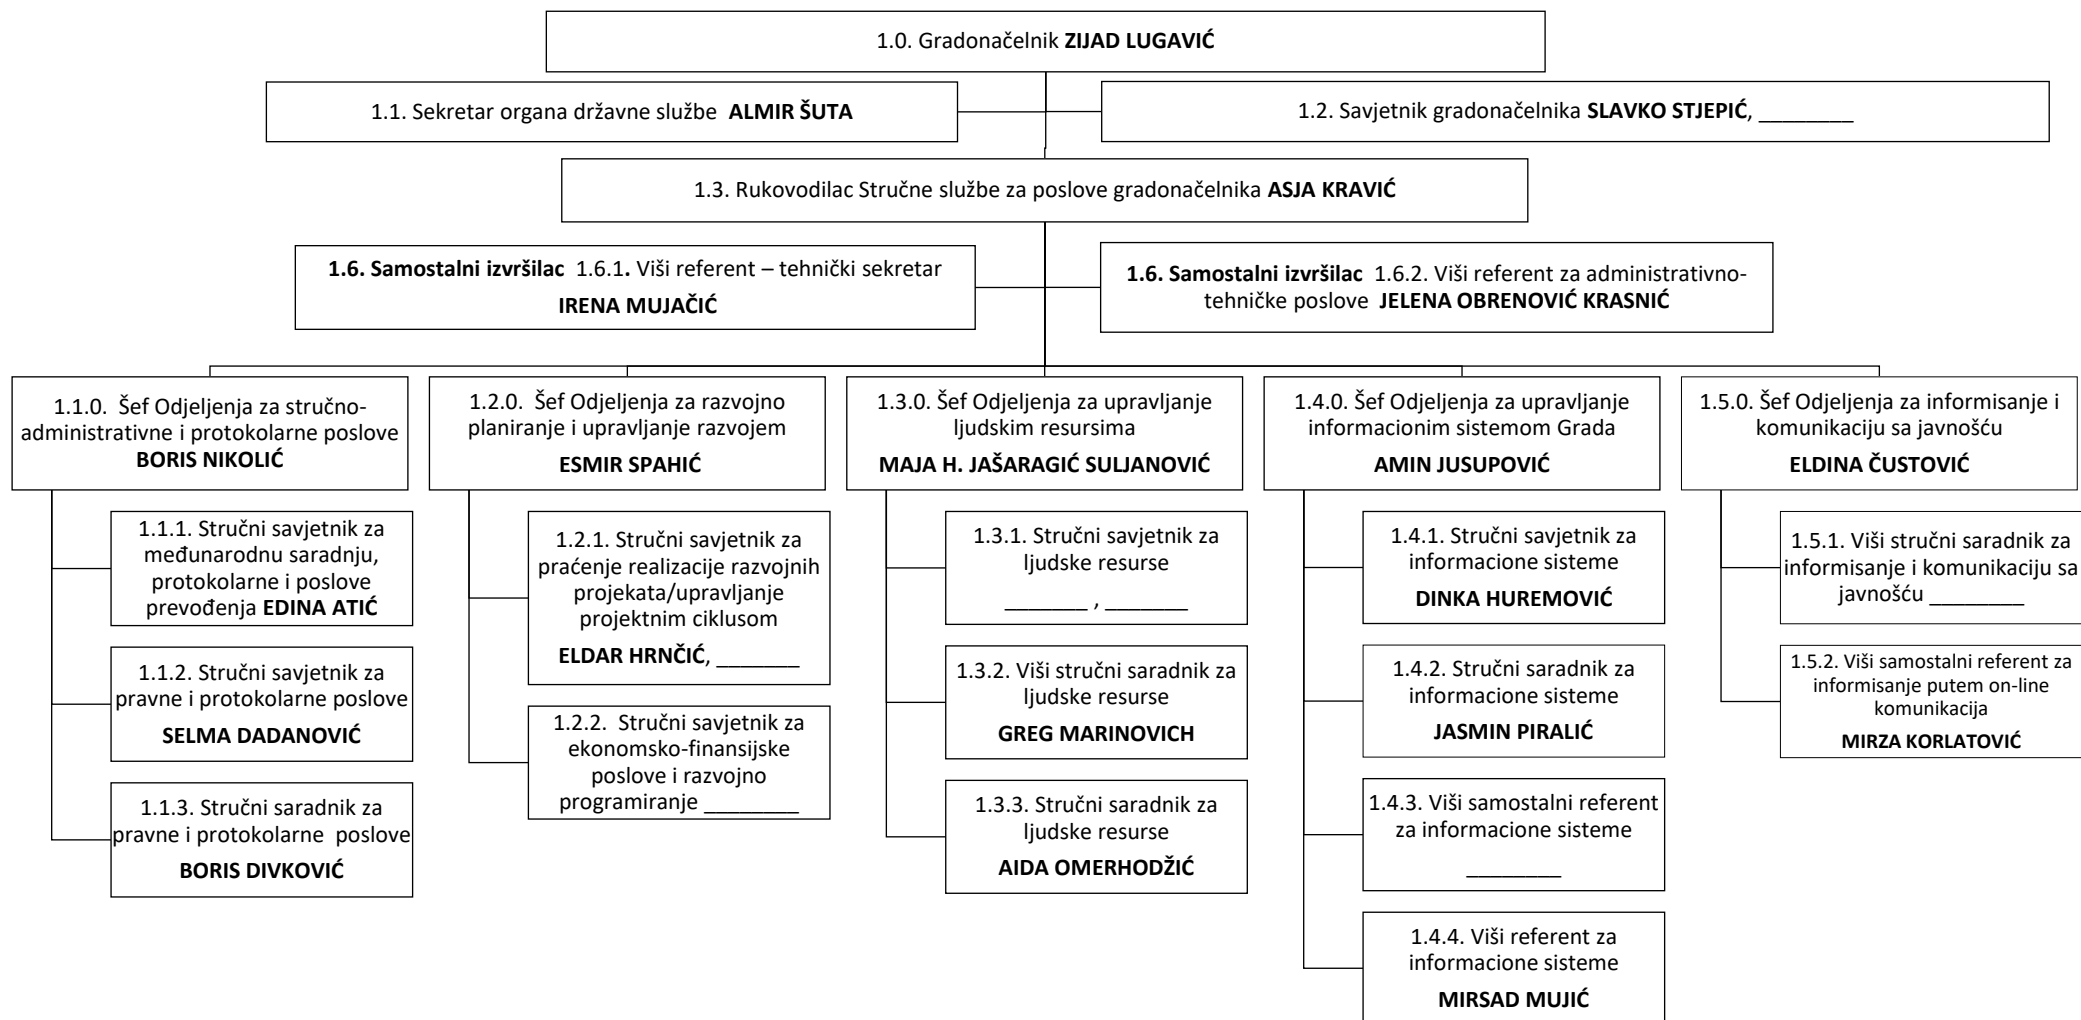 1.0. Gradonačelnik ZIJAD LUGAVIĆ
1.1. Sekretar organa državne službe ALMIR ŠUTA
1.2. Savjetnik gradonačelnika SLAVKO STJEPIĆ, ________
1.3. Rukovodilac Stručne službe za poslove gradonačelnika ASJA KRAVIĆ
1.6. Samostalni izvršilac 1.6.1. Viši referent – tehnički sekretar
IRENA MUJAČIĆ
1.6. Samostalni izvršilac 1.6.2. Viši referent za administrativno-
tehničke poslove JELENA OBRENOVIĆ KRASNIĆ
1.1.0. Šef Odjeljenja za stručno-
administrativne i protokolarne poslove
BORIS NIKOLIĆ
1.1.1. Stručni savjetnik za
međunarodnu saradnju,
protokolarne i poslove
prevođenja EDINA ATIĆ
1.1.2. Stručni savjetnik za
pravne i protokolarne poslove
SELMA DADANOVIĆ
1.1.3. Stručni saradnik za
pravne i protokolarne poslove
BORIS DIVKOVIĆ
1.2.0. Šef Odjeljenja za razvojno
planiranje i upravljanje razvojem
ESMIR SPAHIĆ
1.2.1. Stručni savjetnik za
praćenje realizacije razvojnih
projekata/upravljanje
projektnim ciklusom
ELDAR HRNČIĆ, _______
1.2.2. Stručni savjetnik za
ekonomsko-finansijske
poslove i razvojno
programiranje ________
1.3.0. Šef Odjeljenja za upravljanje
ljudskim resursima
MAJA H. JAŠARAGIĆ SULJANOVIĆ
1.3.1. Stručni savjetnik za
ljudske resurse
_______ , _______
1.3.2. Viši stručni saradnik za
ljudske resurse
GREG MARINOVICH
1.3.3. Stručni saradnik za
ljudske resurse
AIDA OMERHODŽIĆ
1.4.0. Šef Odjeljenja za upravljanje
informacionim sistemom Grada
AMIN JUSUPOVIĆ
1.4.1. Stručni savjetnik za
informacione sisteme
DINKA HUREMOVIĆ
1.4.2. Stručni saradnik za
informacione sisteme
JASMIN PIRALIĆ
1.4.3. Viši samostalni referent
za informacione sisteme
________
1.4.4. Viši referent za
informacione sisteme
MIRSAD MUJIĆ
1.5.0. Šef Odjeljenja za informisanje i
komunikaciju sa javnošću
ELDINA ČUSTOVIĆ
1.5.1. Viši stručni saradnik za
informisanje i komunikaciju sa
javnošću ________
1.5.2. Viši samostalni referent za
informisanje putem on-line
komunikacija
MIRZA KORLATOVIĆ